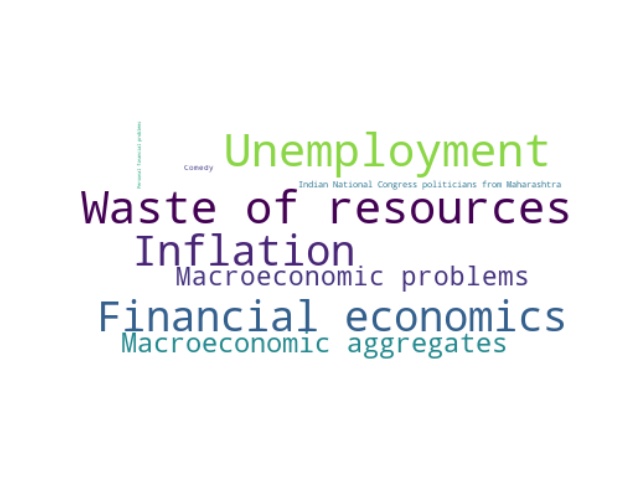 Personal financial problems
Unemployment
Comedy
Indian National Congress politicians from Maharashtra
Waste of resources
Inflation
Macroeconomic problems
Financial economics
Macroeconomic aggregates